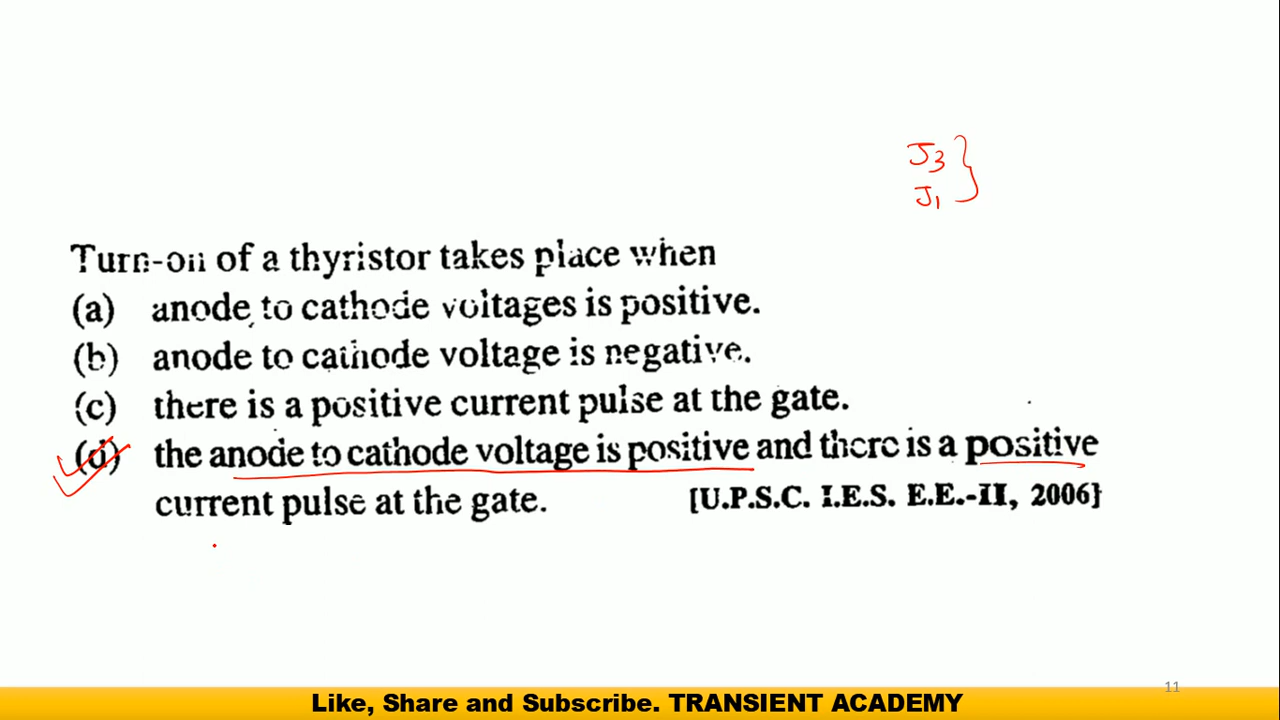 J3
J1
Turn-on of a thyristor takes place when
(a) anode to cathode voltages is positive.
(b) anode to cathode voltage is negative.
(c) there is a positive current pulse at the gate.
(d) the anode to cathode voltage is positive and there is a positive
current pulse at the gate. [U.P.S.C. I.E.S. E.E.-II, 2006}
11
Like, Share and Subscribe. TRANSIENT ACADEMY